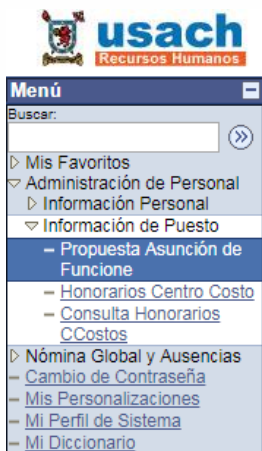 usach
Recursos Humanos
Menú
Buscar:
Mis Favoritos
Administración de Personal
Información Personal
Información de Puesto
Propuesta Asunción de
Funcione
Honorarios Centro Costo
Consulta Honorarios
CCostos
Nómina Global y Ausencias
Cambio de Contraseña
Mis Personalizaciones
Mi Perfil de Sistema
Mi Diccionario